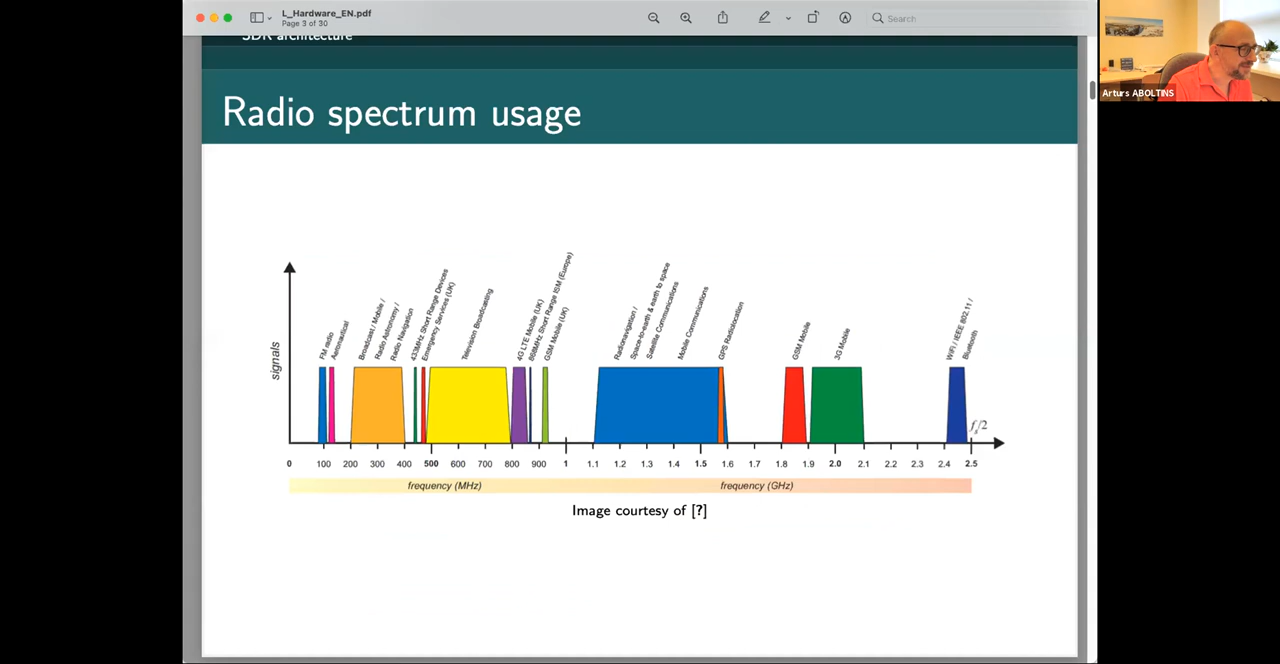 L_Hardware_EN.pdf
Page 3 of 30
Search
SDR architecture
Arturs ABOLTINS
Radio spectrum usage
signals
FM radio
Aeronautical
Broadcast / Mobile /
Radio Astronomy /
Radio Navigation
433MHz Short Range Devices
Emergency Services (UK)
Television Broadcasting
4G LTE Mobile (UK)
868MHz Short Range ISM (Europe)
GSM Mobile (UK)
Radionavigation /
Space-to-earth & earth to space
Satellite Communications
Mobile Communications
GPS Radiolocation
GSM Mobile
3G Mobile
WiFi / IEEE 802.11 /
Bluetooth
fs/2
0 100 200 300 400 500 600 700 800 900 1 1.1 1.2 1.3 1.4 1.5 1.6 1.7 1.8 1.9 2.0 2.1 2.2 2.3 2.4 2.5
frequency (MHz) frequency (GHz)
Image courtesy of [?]